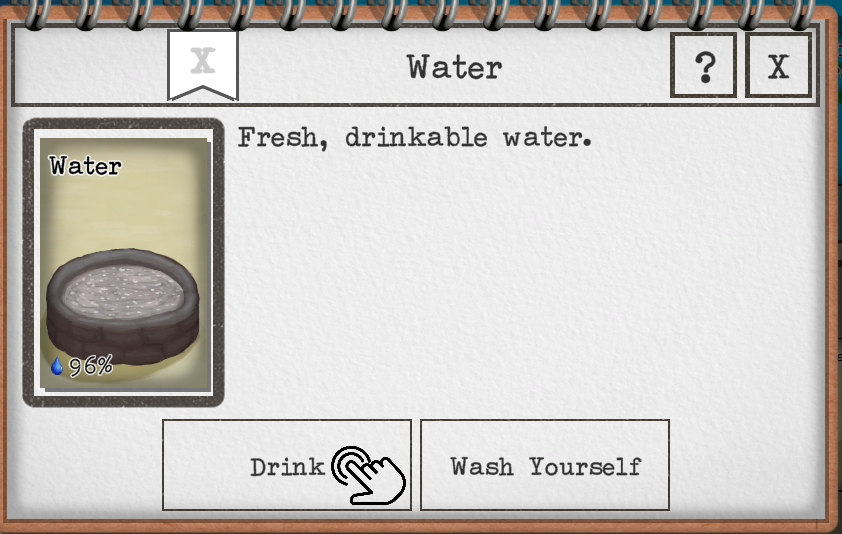 X
Water
?
X
Fresh, drinkable water.
Water
96%
Drink
Wash Yourself